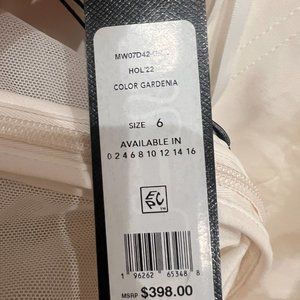 HOL'22
COLOR GARDENIA
SIZE 6
AVAILABLE IN
0 2 4 6 8 10 12 14 16
1 96262 65348 8
MSRP $398.00